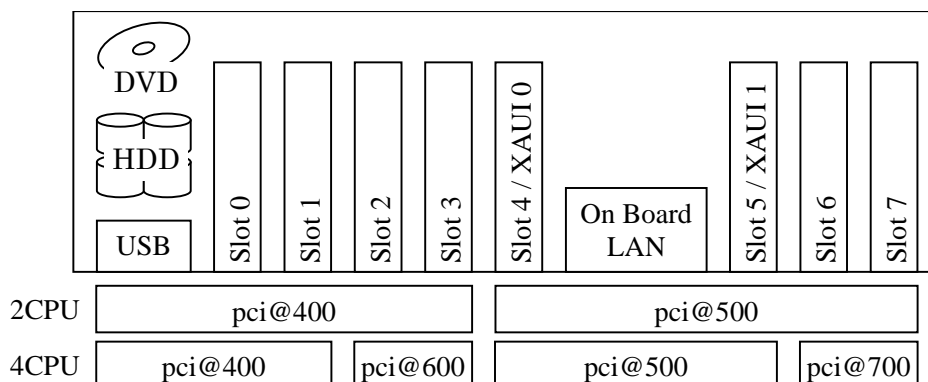 DVD
HDD
USB
Slot 0
Slot 1
Slot 2
Slot 3
Slot 4 / XAUI 0
On Board
LAN
Slot 5 / XAUI 1
Slot 6
Slot 7
2CPU
pci@400
pci@500
4CPU
pci@400
pci@600
pci@500
pci@700